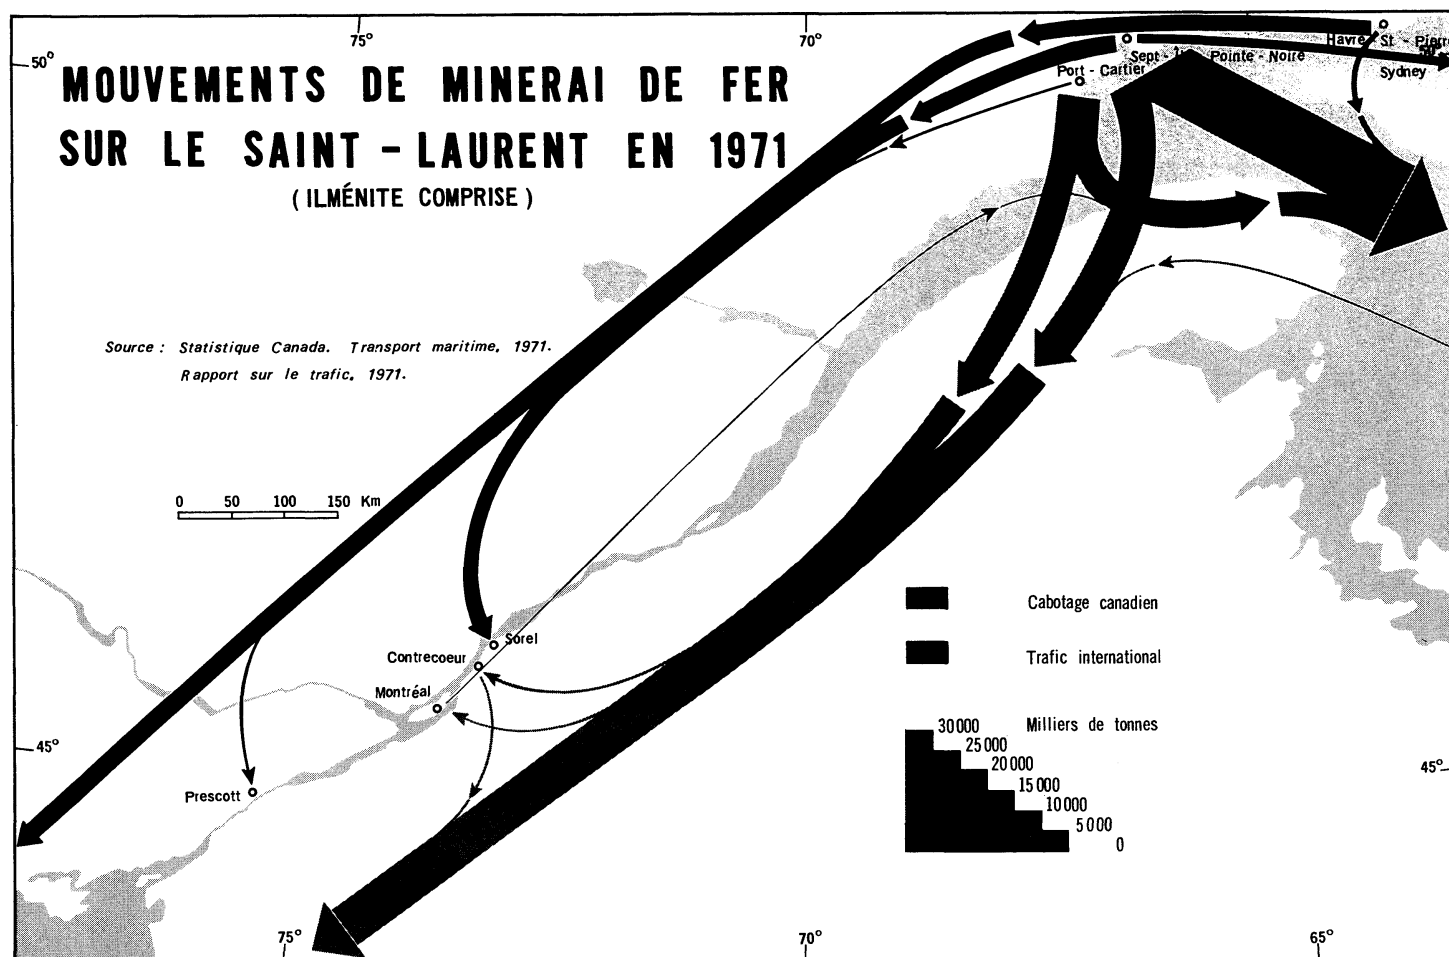 75°
70°
50°
MOUVEMENTS DE MINERAI DE FER
SUR LE SAINT - LAURENT EN 1971
( ILMÉNITE COMPRISE )
Havre St - Pierre
Pointe - Noire
Port - Cartier
Sydney
Source : Statistique Canada. Transport maritime, 1971.
Rapport sur le trafic, 1971.
0 50 100 150 Km
Sorel
Contrecoeur
Montréal
Prescott
45°
Cabotage canadien
Trafic international
Milliers de tonnes
30 000
25 000
20 000
15 000
10 000
5 000
0
45°
75°
70°
65°